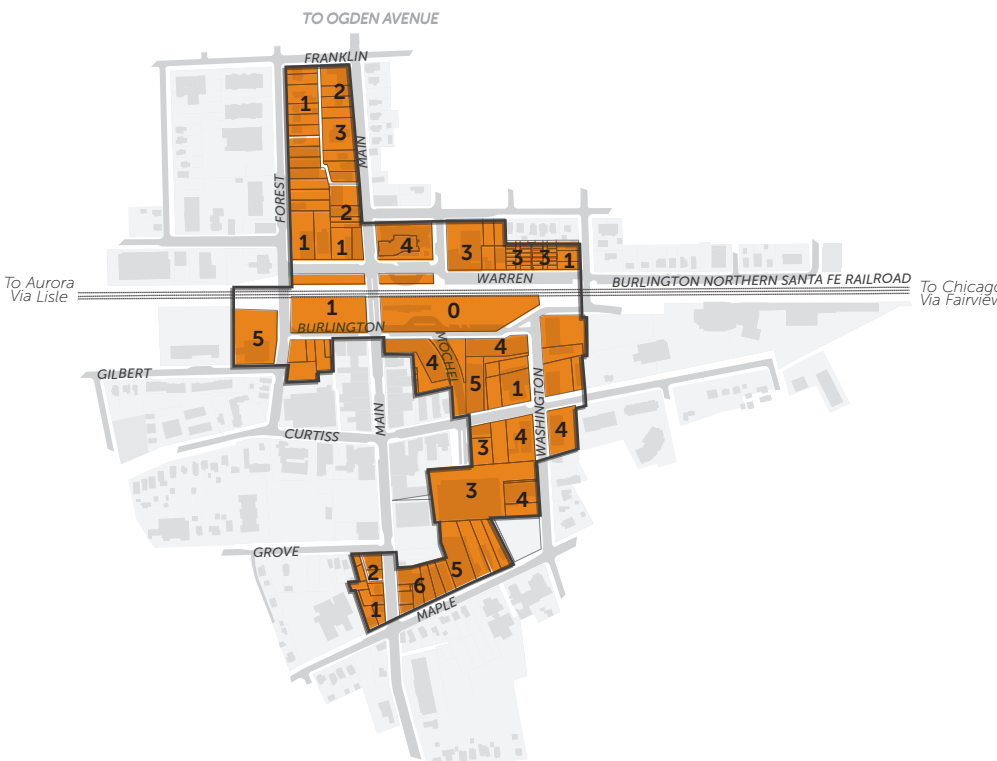 TO OGDEN AVENUE
FRANKLIN
1
2
3
MAIN
FOREST
2
1
1
4
3
3
3
1
WARREN
BURLINGTON NORTHERN SANTA FE RAILROAD
To Aurora
Via Lisle
To Chicago
Via Fairview
1
0
BURLINGTON
5
MOCHEL
4
4
GILBERT
5
1
WASHINGTON
MAIN
CURTISS
3
4
4
3
4
GROVE
2
5
6
1
MAPLE